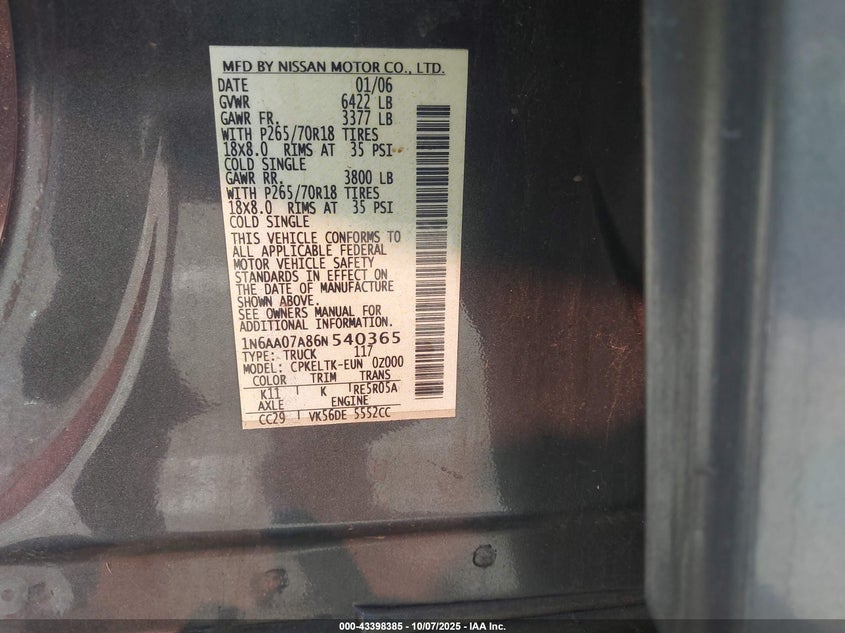 MFD BY NISSAN MOTOR CO., LTD.
DATE 01/06
GVWR 6422 LB
GAWR FR. 3377 LB
WITH P265/70R18 TIRES
18X8.0 RIMS AT 35 PSI
COLD SINGLE
GAWR RR. 3800 LB
WITH P265/70R18 TIRES
18X8.0 RIMS AT 35 PSI
COLD SINGLE
THIS VEHICLE CONFORMS TO
ALL APPLICABLE FEDERAL
MOTOR VEHICLE SAFETY
STANDARDS IN EFFECT ON
THE DATE OF MANUFACTURE
SHOWN ABOVE.
SEE OWNERS MANUAL FOR
ADDITIONAL INFORMATION.
1N6AA07A86N540365
TYPE: TRUCK 117
MODEL: CPKELTK-EUN 0Z000
COLOR TRIM TRANS
K11 K RE5R05A
AXLE ENGINE
CC29 VK56DE 5552CC
000-43398385 - 10/07/2025 - IAA Inc.